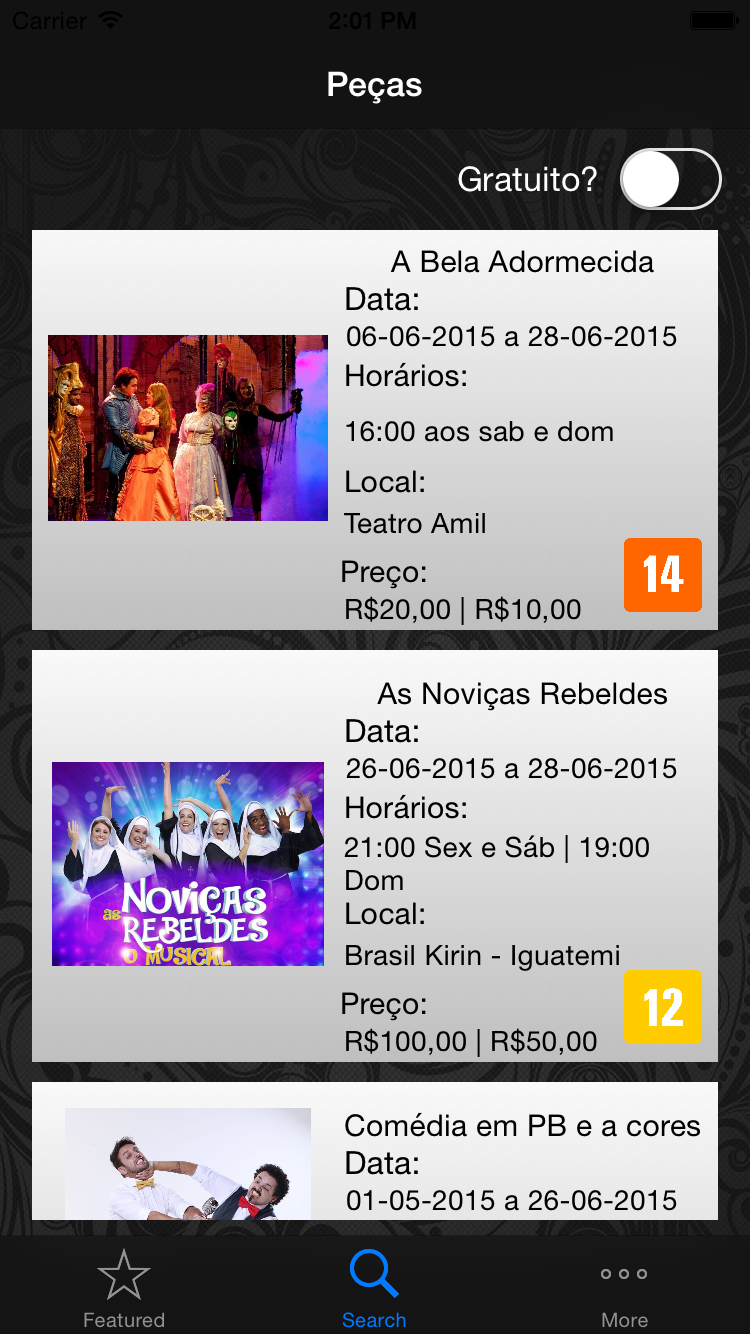 Carrier 2:01 PM
Peças
Gratuito?
A Bela Adormecida
Data:
06-06-2015 a 28-06-2015
Horários:
16:00 aos sab e dom
Local:
Teatro Amil
Preço:
14
R$20,00 | R$10,00
As Noviças Rebeldes
Data:
26-06-2015 a 28-06-2015
Horários:
21:00 Sex e Sáb | 19:00
Dom
Local:
Brasil Kirin - Iguatemi
Preço:
12
R$100,00 | R$50,00
as NOVIÇAS
REBELDES
O MUSICAL
Comédia em PB e a cores
Data:
01-05-2015 a 26-06-2015
Featured Search More